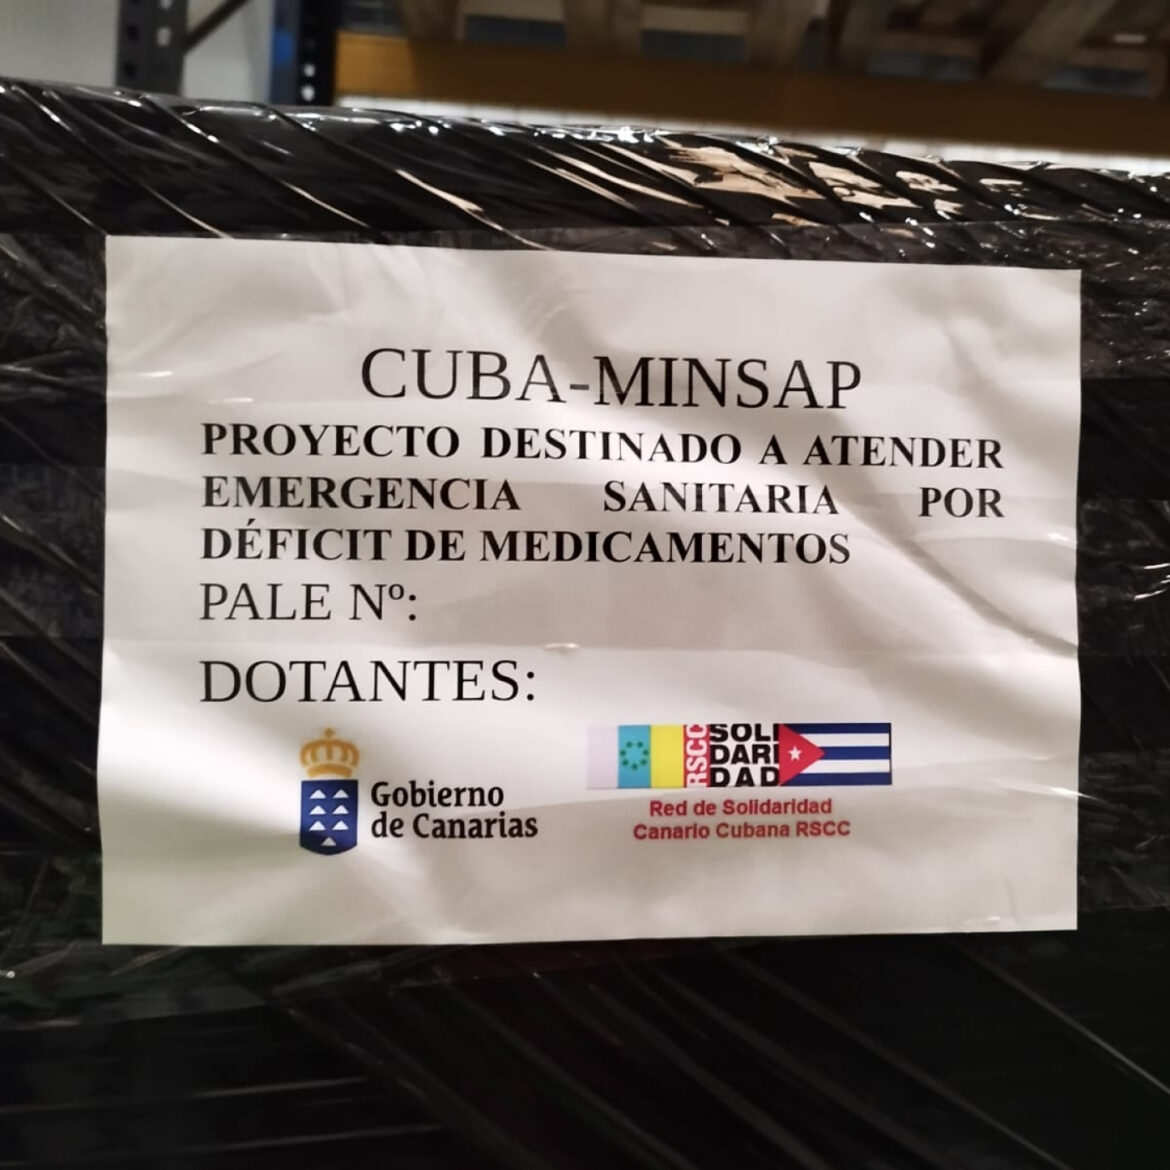 CUBA-MINSAP
PROYECTO DESTINADO A ATENDER
EMERGENCIA SANITARIA POR
DÉFICIT DE MEDICAMENTOS
PALE Nº:
DOTANTES:
Gobierno
de Canarias
RSCC
SOLI
DARI
DAD
Red de Solidaridad
Canario Cubana RSCC